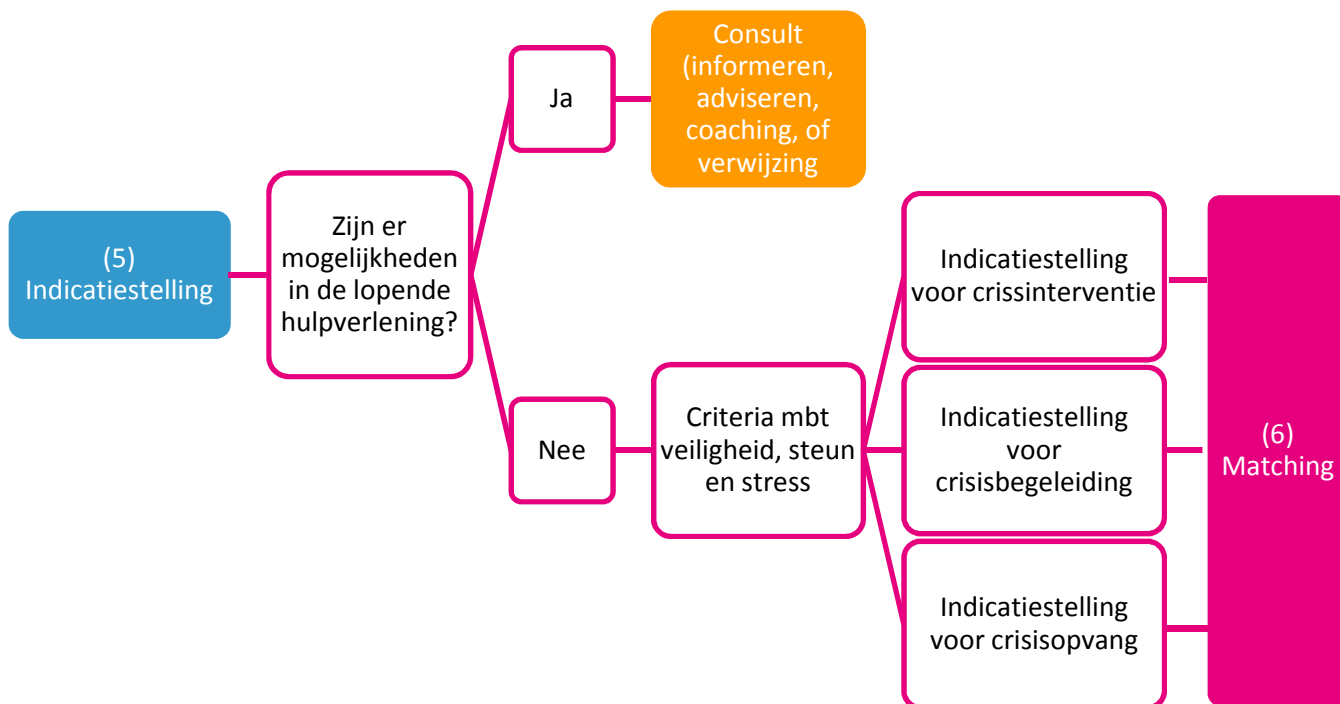 (5)
Indicatiestelling
Zijn er
mogelijkheden
in de lopende
hulpverlening?
Ja
Consult
(informeren,
adviseren,
coaching, of
verwijzing
Nee
Criteria mbt
veiligheid, steun
en stress
Indicatiestelling
voor crissinterventie
Indicatiestelling
voor
crisisbegeleiding
Indicatiestelling
voor crisisopvang
(6)
Matching